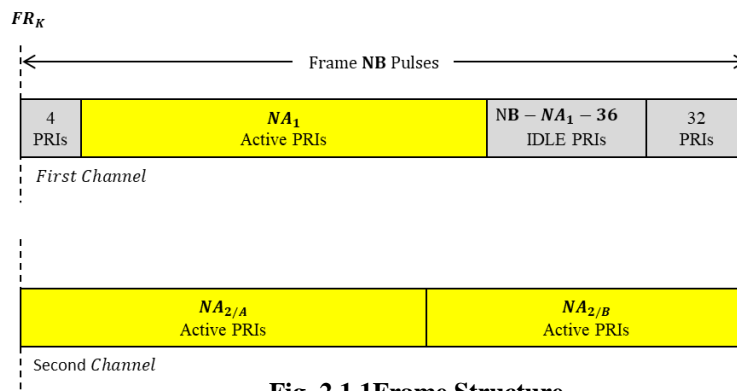 FR_K
Frame NB Pulses
4
PRIs
NA_1
Active PRIs
NB − NA_1 − 36
IDLE PRIs
32
PRIs
First Channel
NA_2/A
Active PRIs
NA_2/B
Active PRIs
Second Channel
Fig. 2.1.1Frame Structure